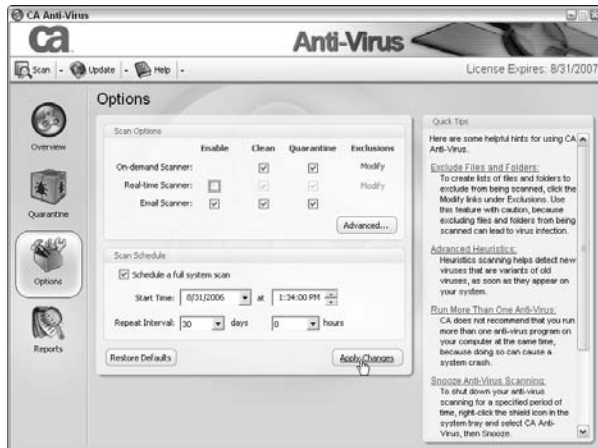 CA Anti-Virus
ca
Anti-Virus
Scan
Update
Help
License Expires: 8/31/2007
Overview
Quarantine
Options
Reports
Options
Scan Options
Enable Clean Quarantine Exclusions
On-demand Scanner: Modify
Real-time Scanner: Modify
Email Scanner:
Advanced...
Scan Schedule
Schedule a full system scan
Start Time: 8/31/2006 at 1:34:00 PM
Repeat Interval: 30 days 0 hours
Restore Defaults
Apply Changes
Quick Tips
Here are some helpful hints for using CA
Anti-Virus.
Exclude Files and Folders:
To create lists of files and folders to
exclude from being scanned, click the
Modify links under Exclusions. Use
this feature with caution, because
excluding files and folders from being
scanned can lead to virus infection.
Advanced Heuristics:
Heuristics scanning helps detect new
viruses that are variants of old
viruses, as soon as they appear on
your system.
Run More Than One Anti-Virus:
CA does not recommend that you run
more than one anti-virus program on
your computer at the same time,
because doing so can cause a
system crash.
Snooze Anti-Virus Scanning:
To shut down your anti-virus
scanning for a specified period of
time, right-click the shield icon in the
system tray and select CA Anti-
Virus, then Snooze.